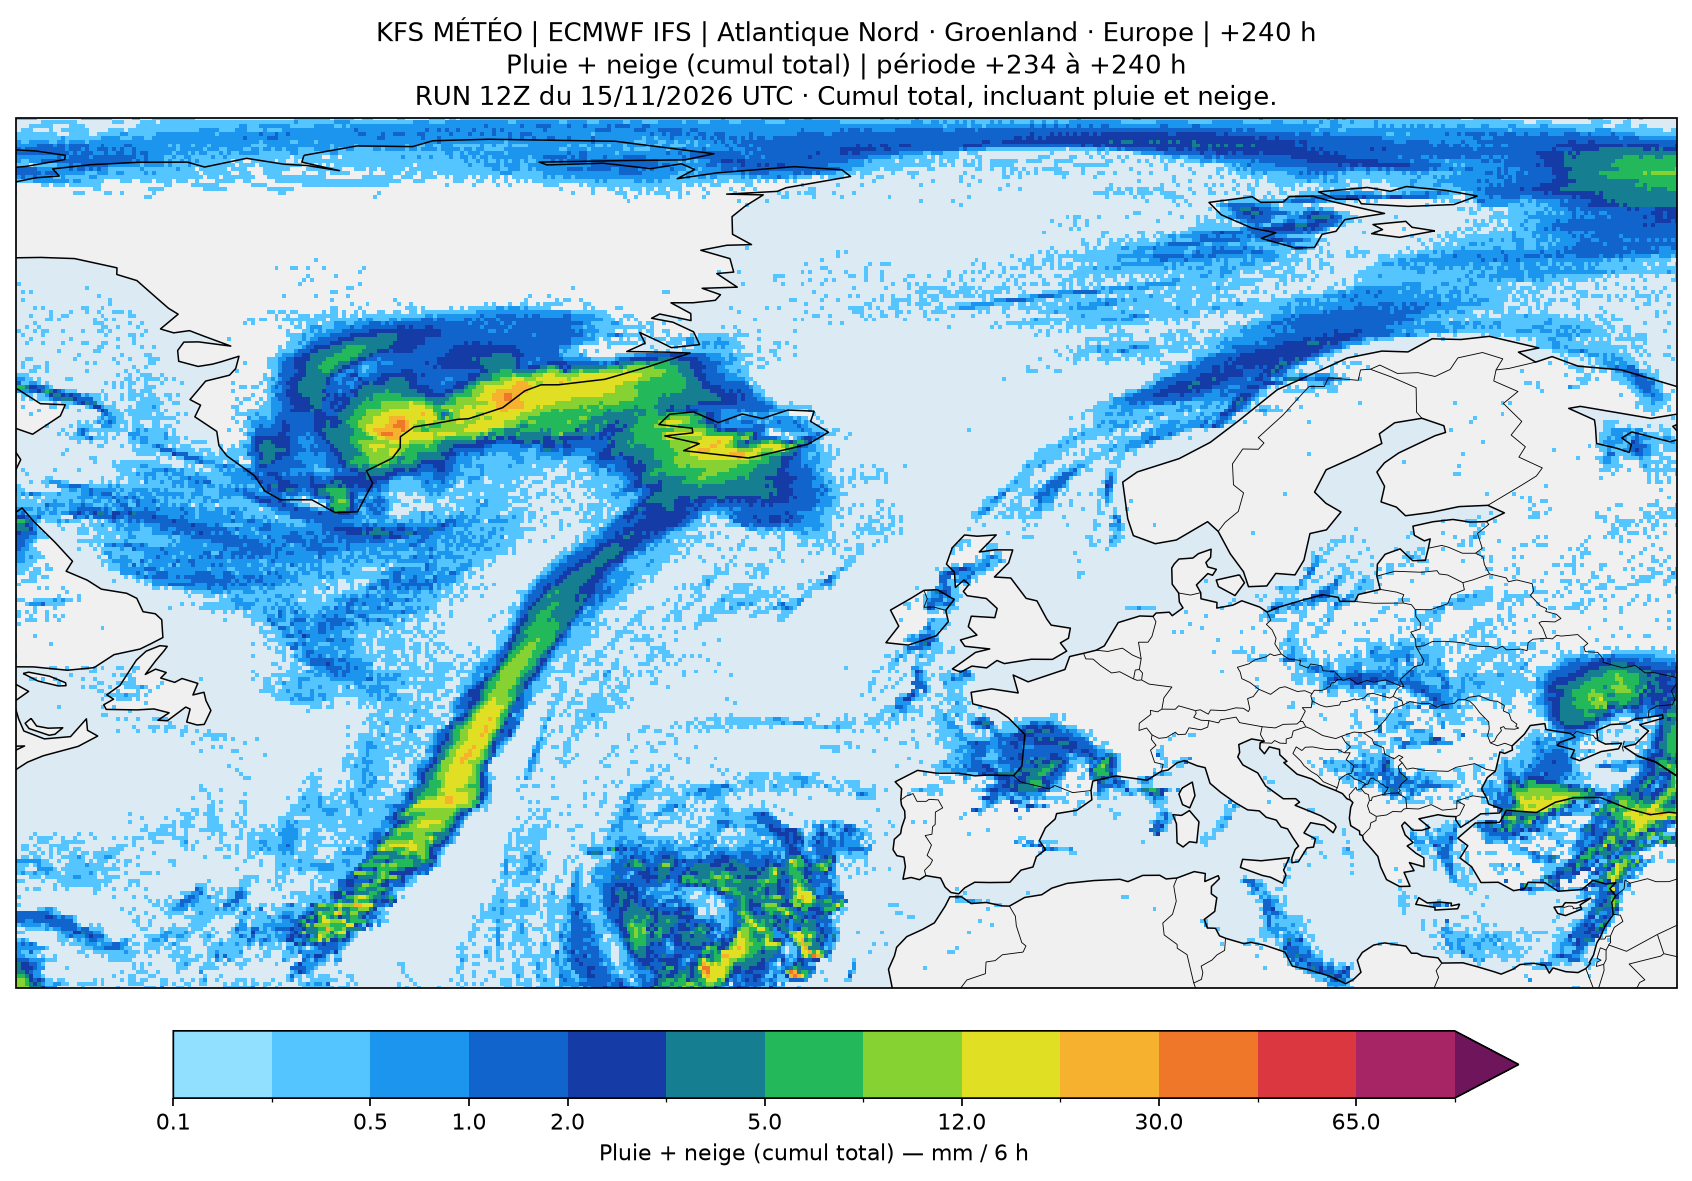 KFS MÉTÉO | ECMWF IFS | Atlantique Nord · Groenland · Europe | +240 h
Pluie + neige (cumul total) | période +234 à +240 h
RUN 12Z du 15/11/2026 UTC · Cumul total, incluant pluie et neige.
0.1 0.5 1.0 2.0 5.0 12.0 30.0 65.0
Pluie + neige (cumul total) — mm / 6 h